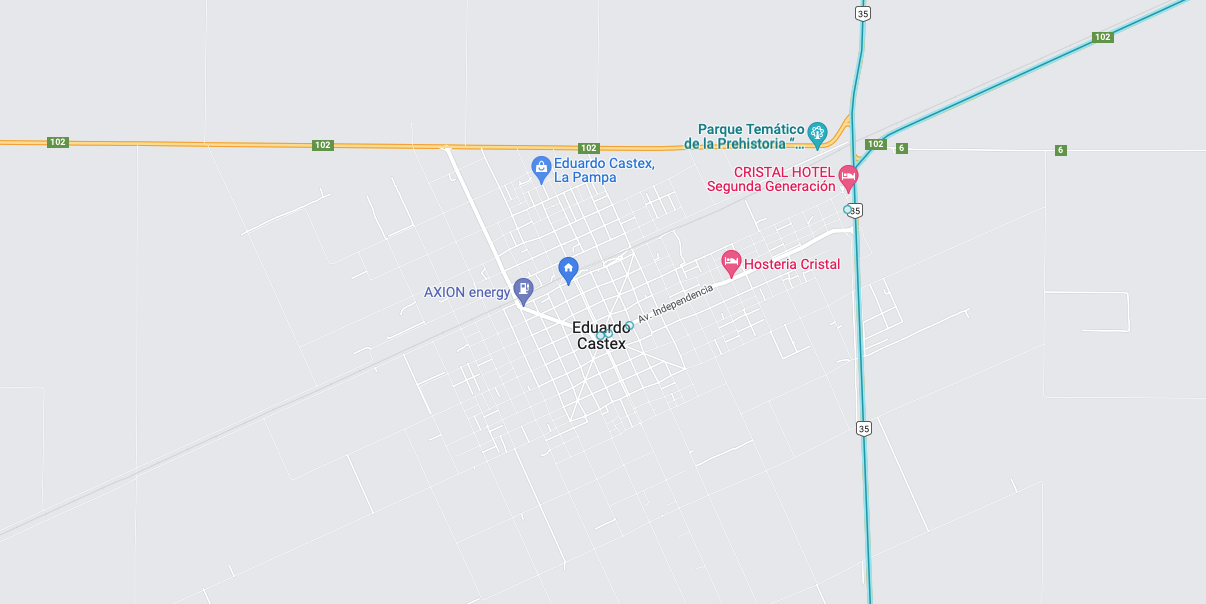 35
102
102
102
102
Parque Temático
de la Prehistoria “...
102
6
6
Eduardo Castex,
La Pampa
CRISTAL HOTEL
Segunda Generación
35
Hosteria Cristal
AXION energy
Av. Independencia
Eduardo
Castex
35